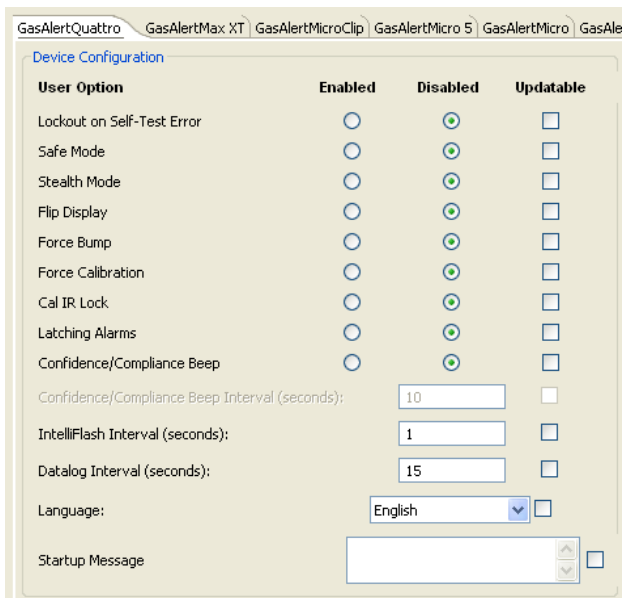 GasAlertQuattro GasAlertMax XT GasAlertMicroClip GasAlertMicro 5 GasAlertMicro GasAle
Device Configuration
User Option Enabled Disabled Updatable
Lockout on Self-Test Error
Safe Mode
Stealth Mode
Flip Display
Force Bump
Force Calibration
Cal IR Lock
Latching Alarms
Confidence/Compliance Beep
Confidence/Compliance Beep Interval (seconds): 10
IntelliFlash Interval (seconds): 1
Datalog Interval (seconds): 15
Language: English
Startup Message